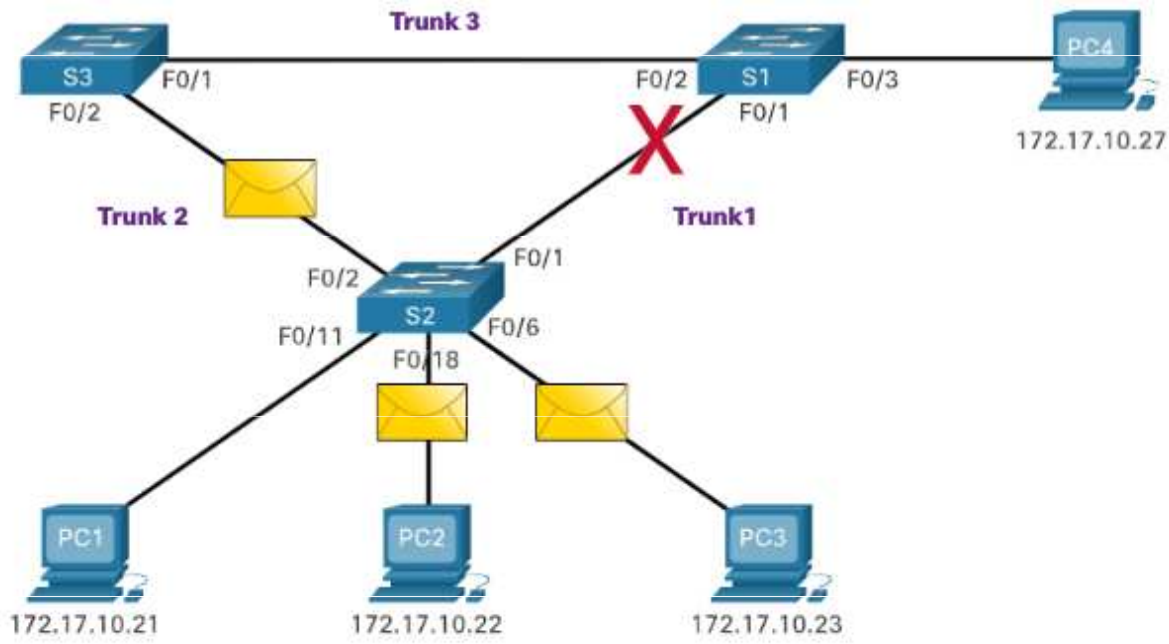 Trunk 3
S3
F0/1
F0/2
S1
F0/3
PC4
F0/2
F0/1
172.17.10.27
Trunk 2
Trunk1
F0/2
F0/1
S2
F0/11
F0/18
F0/6
PC1
PC2
PC3
172.17.10.21
172.17.10.22
172.17.10.23